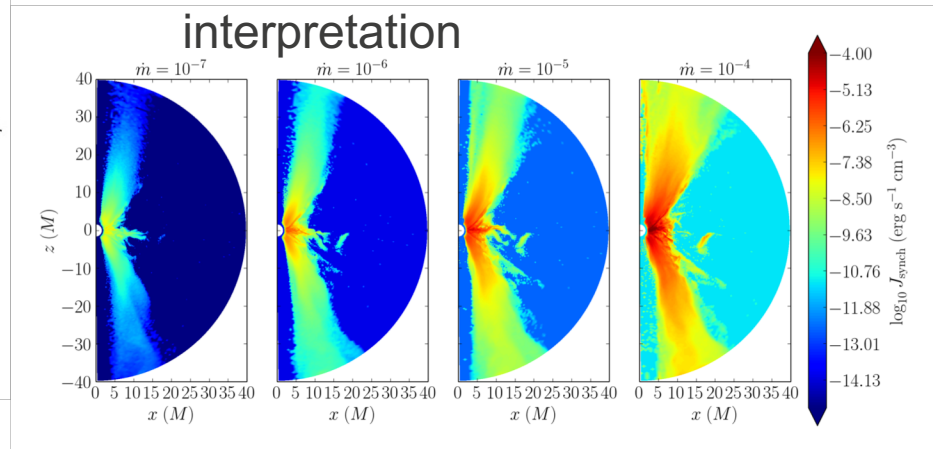 interpretation
ṁ = 10⁻⁷
ṁ = 10⁻⁶
ṁ = 10⁻⁵
ṁ = 10⁻⁴
40
30
20
10
0
−10
−20
−30
−40
z (M)
0 5 10 15 20 25 30 35 40
0 5 10 15 20 25 30 35 40
0 5 10 15 20 25 30 35 40
0 5 10 15 20 25 30 35 40
x (M)
x (M)
x (M)
x (M)
−4.00
−5.13
−6.25
−7.38
−8.50
−9.63
−10.76
−11.88
−13.01
−14.13
log₁₀ J_synch (erg s⁻¹ cm⁻³)